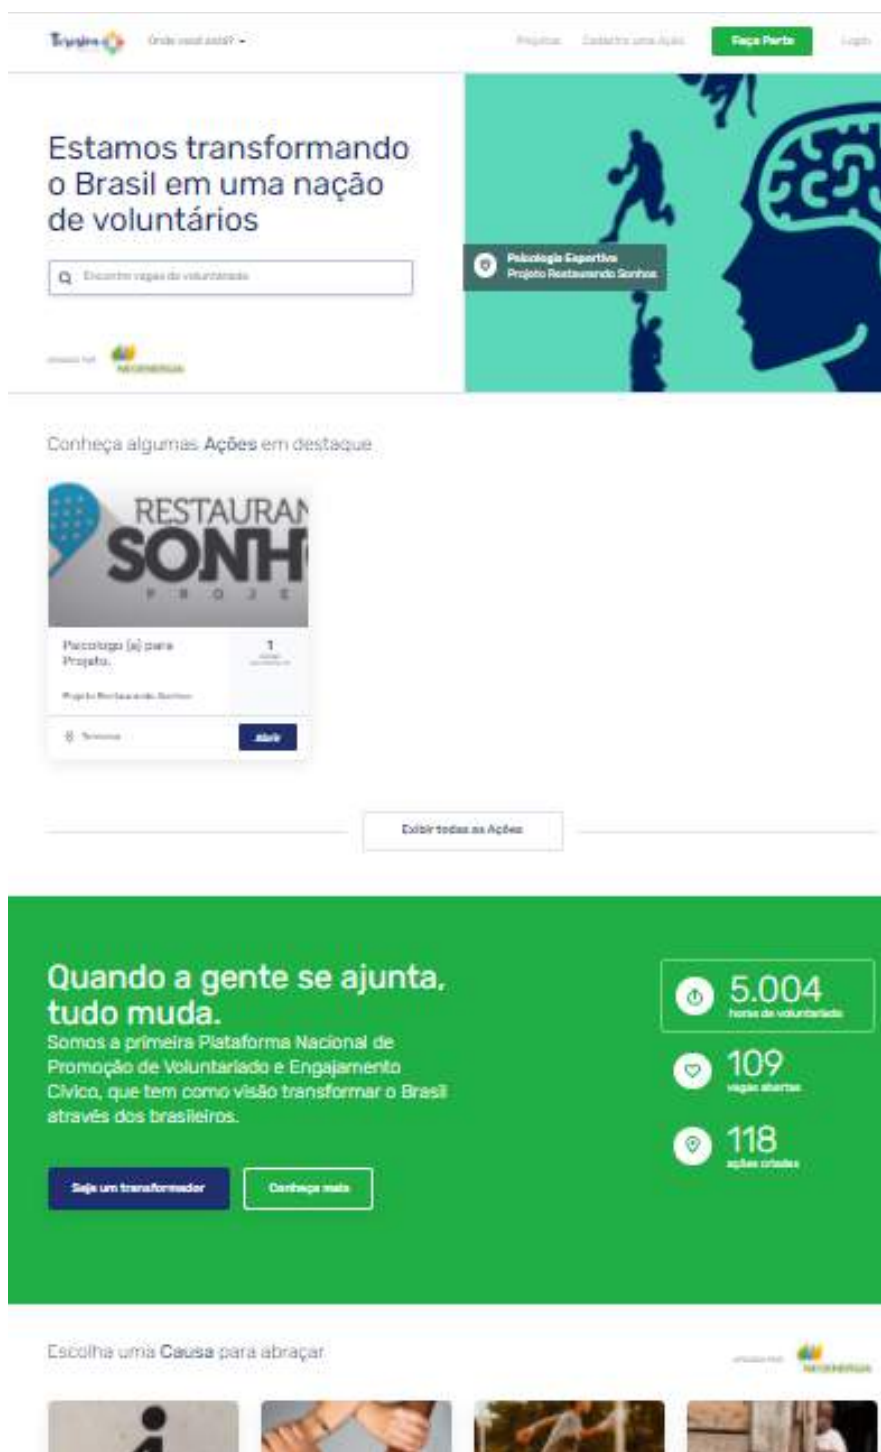 Onde você está?
Projetos Cadastre uma Ação Faça Parte Login
Estamos transformando
o Brasil em uma nação
de voluntários
Encontre vagas de voluntariado
Psicologia Esportiva
Projeto Restaurando Sonhos
NEOENERGIA
Conheça algumas Ações em destaque
RESTAURAN
SONH
P R O J E
Psicologo (a) para
Projeto.
1
Projeto Restaurando Sonhos
Abrir
Exibir todas as Ações
Quando a gente se ajunta,
tudo muda.
Somos a primeira Plataforma Nacional de
Promoção de Voluntariado e Engajamento
Cívico, que tem como visão transformar o Brasil
através dos brasileiros.
Seja um transformador
Conheça mais
5.004
horas de voluntariado
109
vagas abertas
118
ações criadas
Escolha uma Causa para abraçar
NEOENERGIA